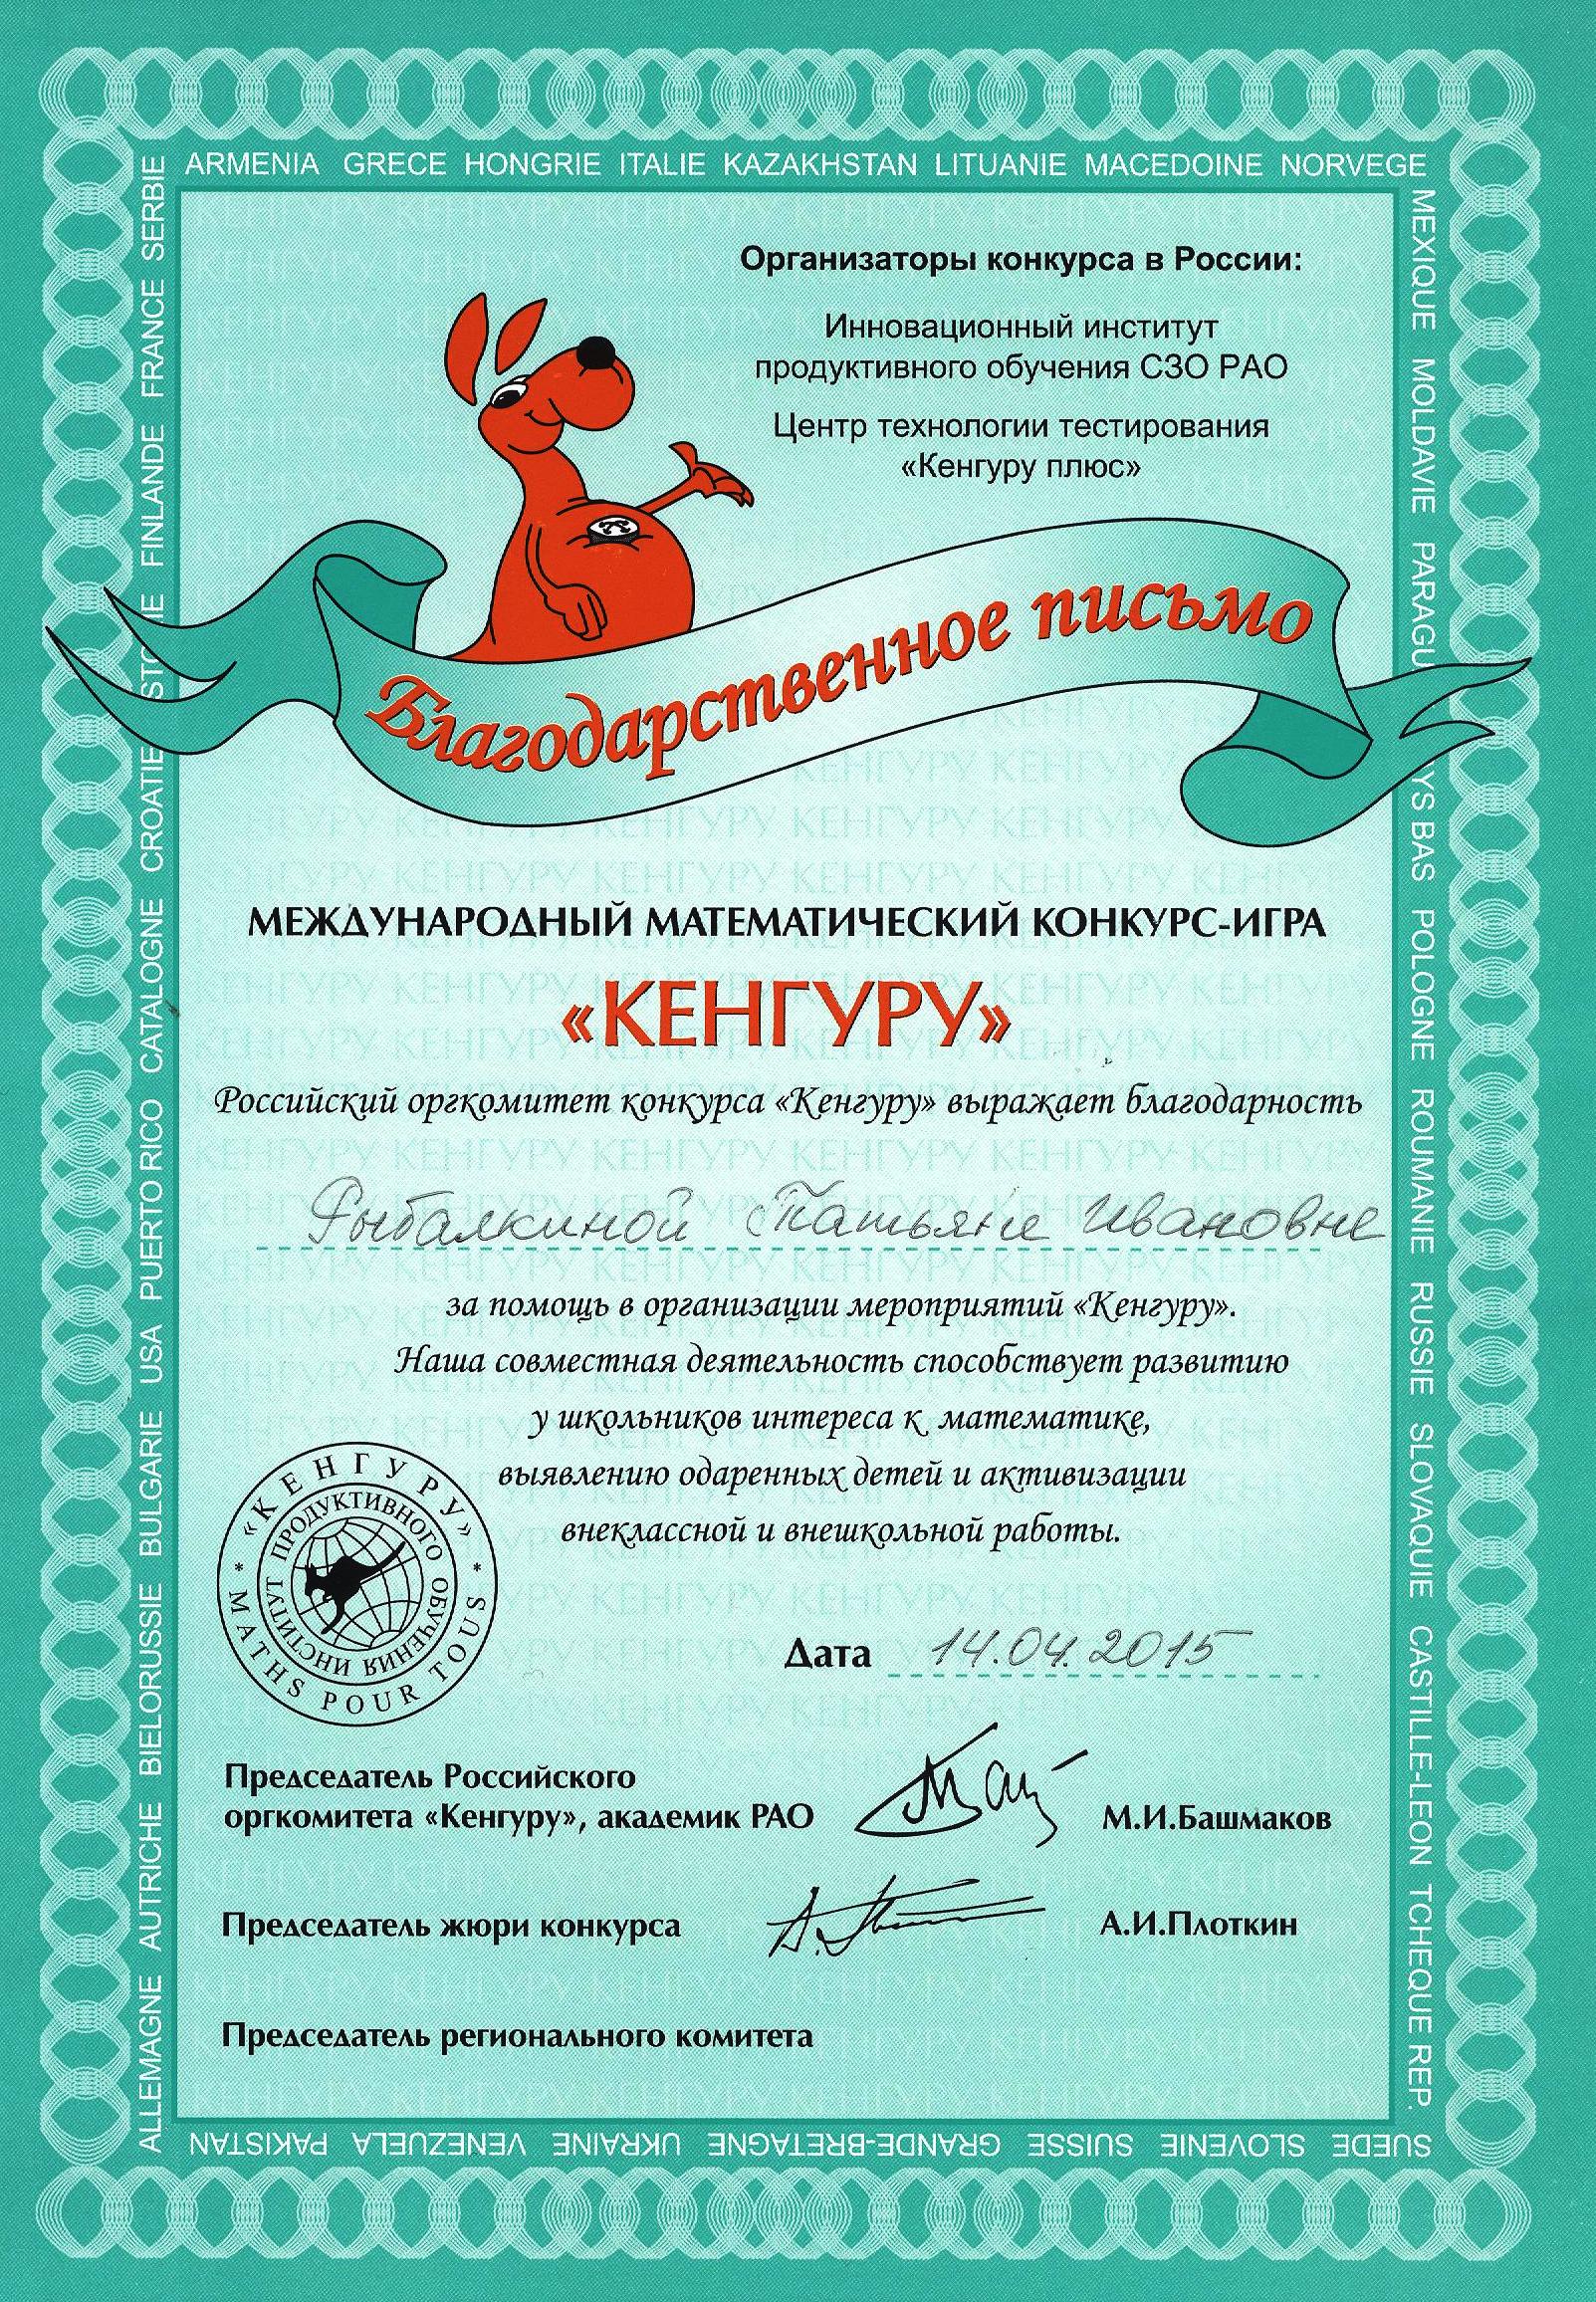 ARMENIA GRECE HONGRIE ITALIE KAZAKHSTAN LITUANIE MACEDOINE NORVEGE
MEXIQUE MOLDAVIE PARAGU YS BAS POLOGNE ROUMANIE RUSSIE SLOVAQUIE CASTILLE-LEON TCHEQUE REP.
SUEDE SLOVENIE SUISSE GRANDE-BRETAGNE UKRAINE VENEZUELA PAKISTAN
ALLEMAGNE AUTRICHE BIELORUSSIE BULGARIE USA PUERTO RICO CATALOGNE CROATIE FINLANDE FRANCE SERBIE
Организаторы конкурса в России:
Инновационный институт
продуктивного обучения СЗО РАО
Центр технологии тестирования
«Кенгуру плюс»
Благодарственное письмо
МЕЖДУНАРОДНЫЙ МАТЕМАТИЧЕСКИЙ КОНКУРС-ИГРА
«КЕНГУРУ»
Российский оргкомитет конкурса «Кенгуру» выражает благодарность
Рыбалкиной Татьяне Ивановне
за помощь в организации мероприятий «Кенгуру».
Наша совместная деятельность способствует развитию
у школьников интереса к математике,
выявлению одаренных детей и активизации
внеклассной и внешкольной работы.
«КЕНГУРУ»
* MATHS POUR TOUS *
ИНСТИТУТ ПРОДУКТИВНОГО ОБУЧЕНИЯ
Дата 14.04.2015
Председатель Российского
оргкомитета «Кенгуру», академик РАО М.И.Башмаков
Председатель жюри конкурса А.И.Плоткин
Председатель регионального комитета